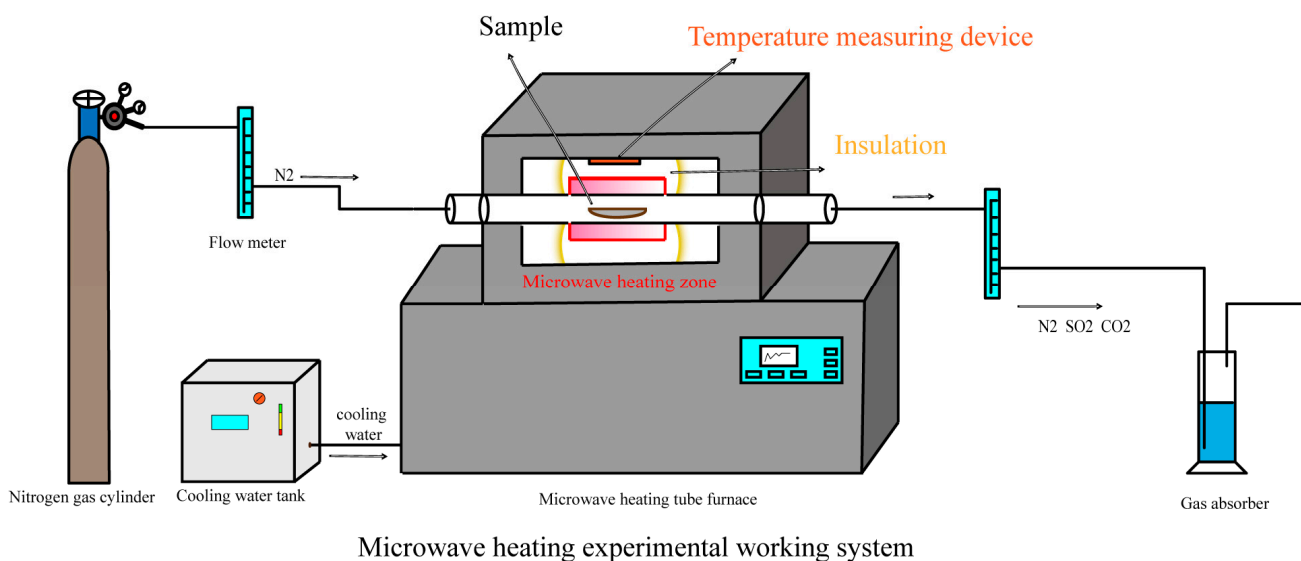 Sample
Temperature measuring device
Insulation
N2
Flow meter
Microwave heating zone
N2 SO2 CO2
cooling
water
Nitrogen gas cylinder
Cooling water tank
Microwave heating tube furnace
Gas absorber
Microwave heating experimental working system